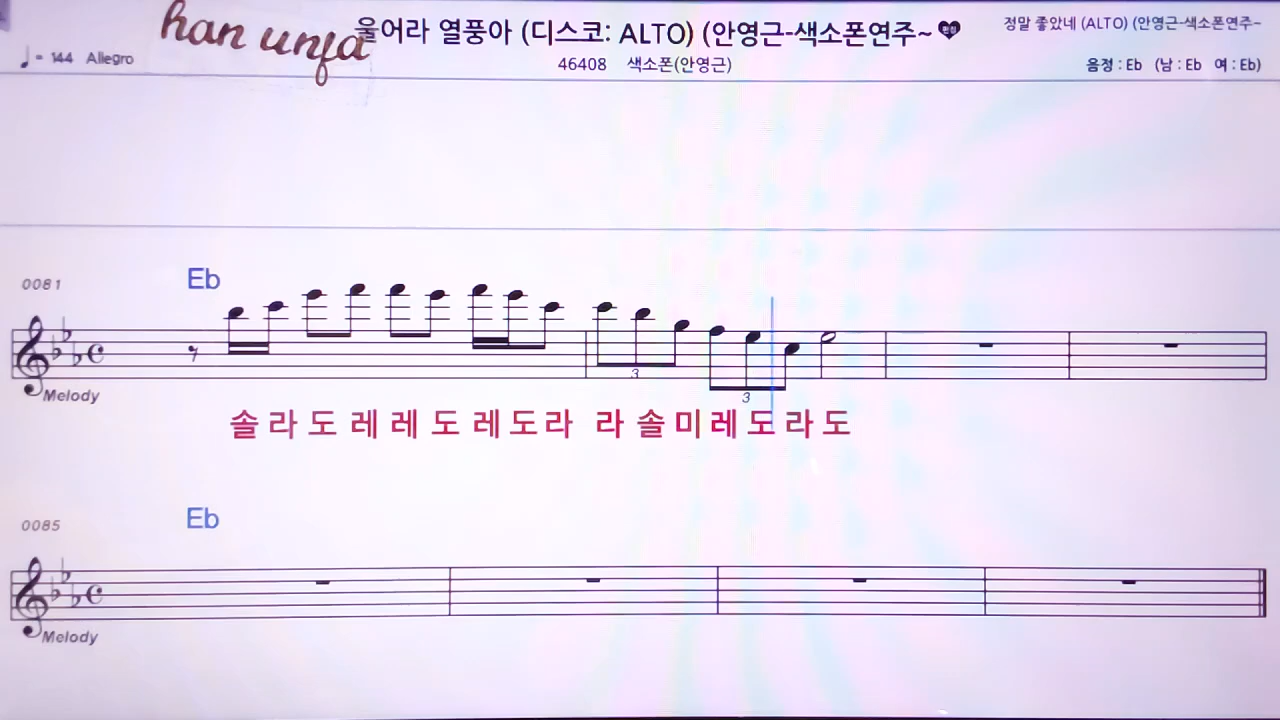 han unja
울어라 열풍아 (디스코: ALTO) (안영근-색소폰연주~
정말 좋았네 (ALTO) (안영근-색소폰연주~
= 144 Allegro
46408 색소폰(안영근)
음정 : Eb (남 : Eb 여 : Eb)
0081
Eb
3
3
Melody
솔 라 도 레 레 도 레 도 라 라 솔 미 레 도 라 도
0085
Eb
Melody